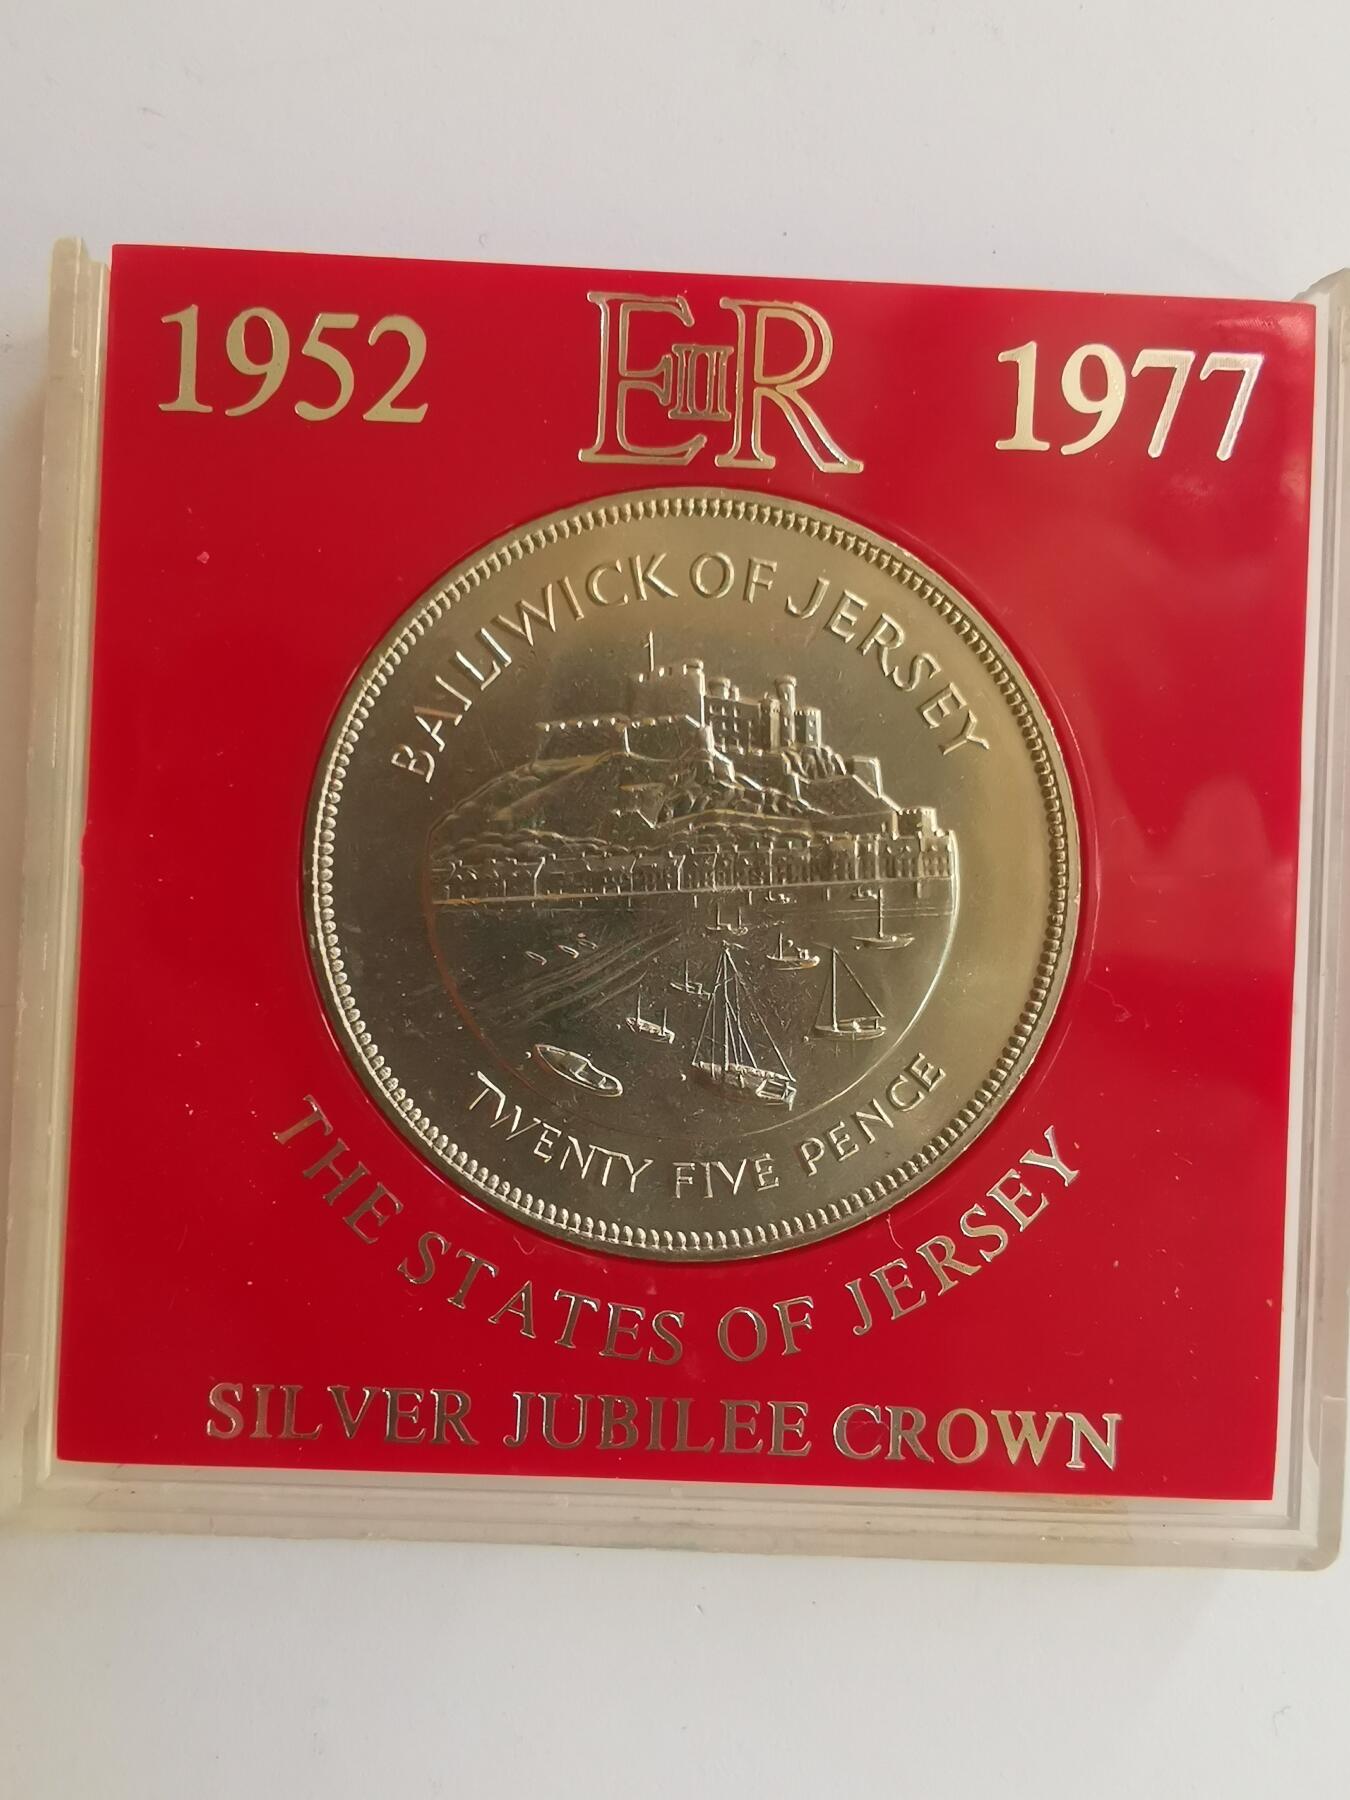 1952 EIIR 1977
BAILIWICK OF JERSEY
TWENTY FIVE PENCE
THE STATES OF JERSEY
SILVER JUBILEE CROWN